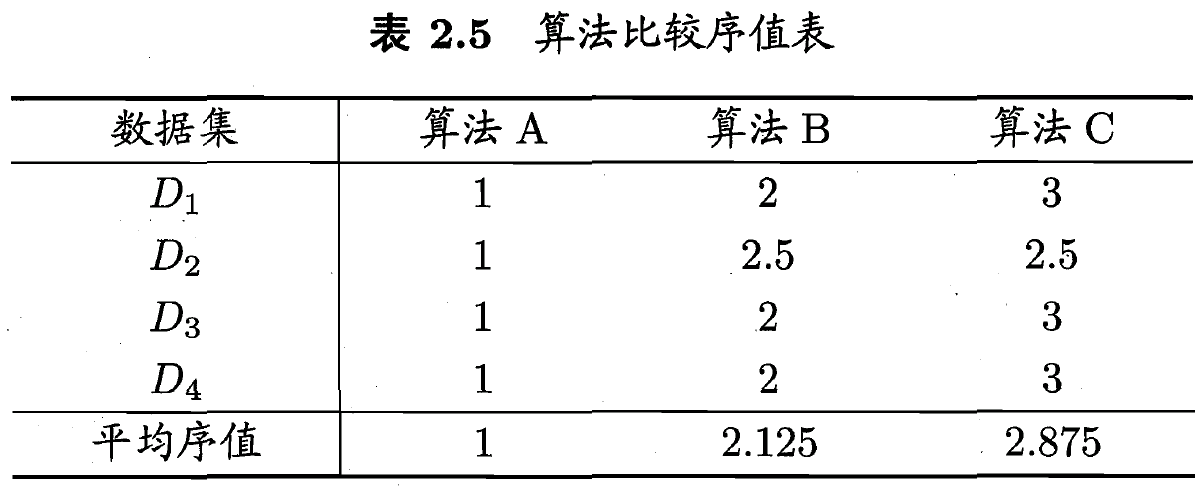 表 2.5 算法比较序值表
数据集 算法 A 算法 B 算法 C
D₁ 1 2 3
D₂ 1 2.5 2.5
D₃ 1 2 3
D₄ 1 2 3
平均序值 1 2.125 2.875